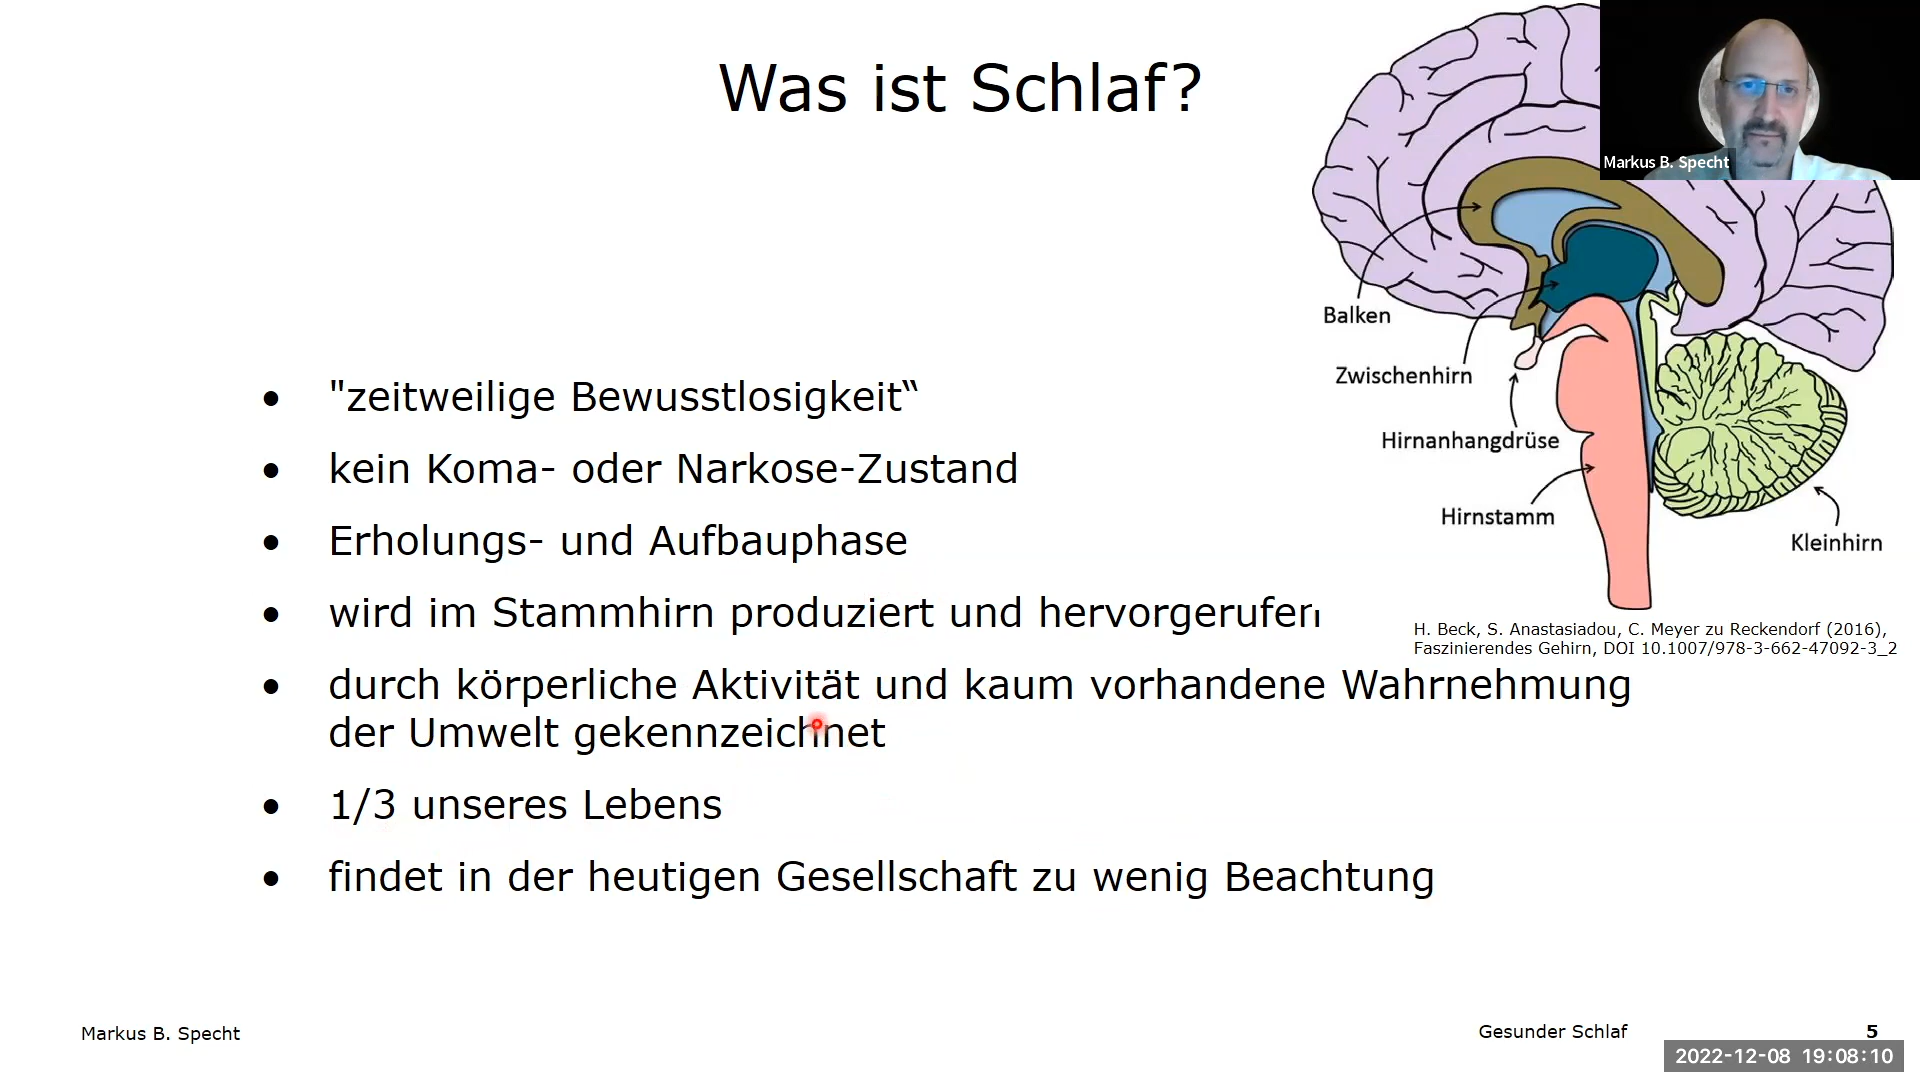 Was ist Schlaf?
Markus B. Specht
Balken
Zwischenhirn
Hirnanhangdrüse
Hirnstamm
Kleinhirn
H. Beck, S. Anastasiadou, C. Meyer zu Reckendorf (2016),
Faszinierendes Gehirn, DOI 10.1007/978-3-662-47092-3_2
• "zeitweilige Bewusstlosigkeit“
• kein Koma- oder Narkose-Zustand
• Erholungs- und Aufbauphase
• wird im Stammhirn produziert und hervorgerufen
• durch körperliche Aktivität und kaum vorhandene Wahrnehmung
der Umwelt gekennzeichnet
• 1/3 unseres Lebens
• findet in der heutigen Gesellschaft zu wenig Beachtung
Markus B. Specht
Gesunder Schlaf
5
2022-12-08 19:08:10